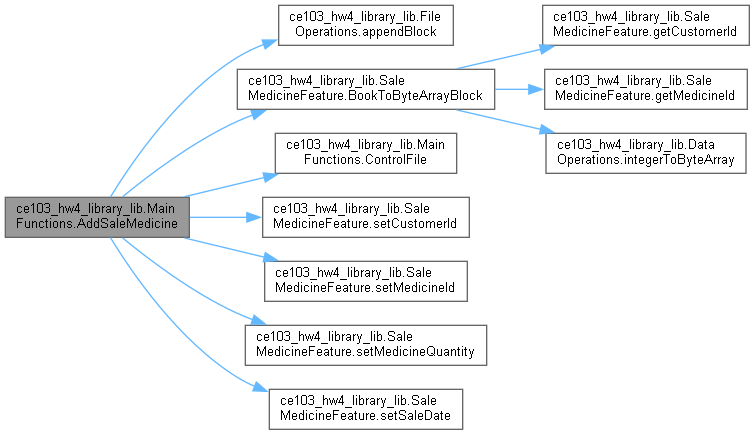 ce103_hw4_library_lib.Main
Functions.AddSaleMedicine
ce103_hw4_library_lib.File
Operations.appendBlock
ce103_hw4_library_lib.Sale
MedicineFeature.BookToByteArrayBlock
ce103_hw4_library_lib.Sale
MedicineFeature.getCustomerId
ce103_hw4_library_lib.Sale
MedicineFeature.getMedicineId
ce103_hw4_library_lib.Data
Operations.integerToByteArray
ce103_hw4_library_lib.Main
Functions.ControlFile
ce103_hw4_library_lib.Sale
MedicineFeature.setCustomerId
ce103_hw4_library_lib.Sale
MedicineFeature.setMedicineId
ce103_hw4_library_lib.Sale
MedicineFeature.setMedicineQuantity
ce103_hw4_library_lib.Sale
MedicineFeature.setSaleDate